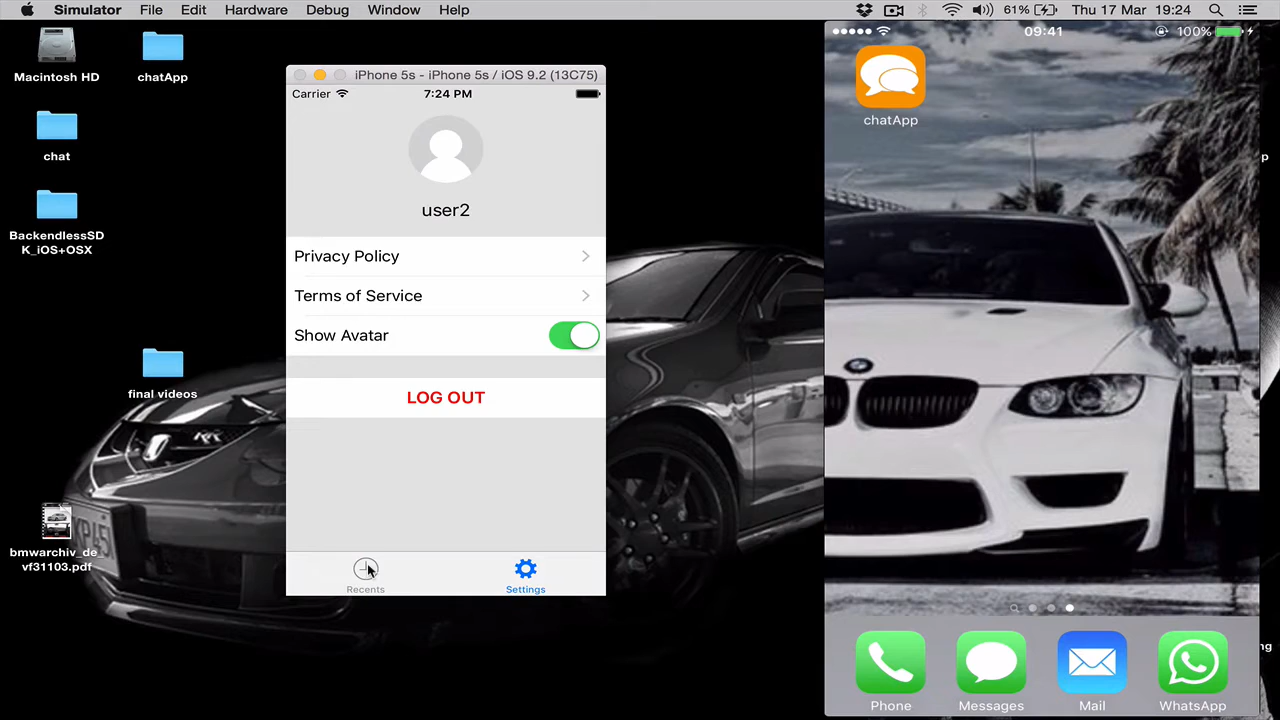 Simulator File Edit Hardware Debug Window Help 61% Thu 17 Mar 19:24
Macintosh HD
chatApp
chat
BackendlessSD
K_iOS+OSX
final videos
bmwarchiv_de_
vf31103.pdf
iPhone 5s - iPhone 5s / iOS 9.2 (13C75)
Carrier 7:24 PM
user2
Privacy Policy
Terms of Service
Show Avatar
LOG OUT
Recents
Settings
09:41 100%
chatApp
Phone
Messages
Mail
WhatsApp